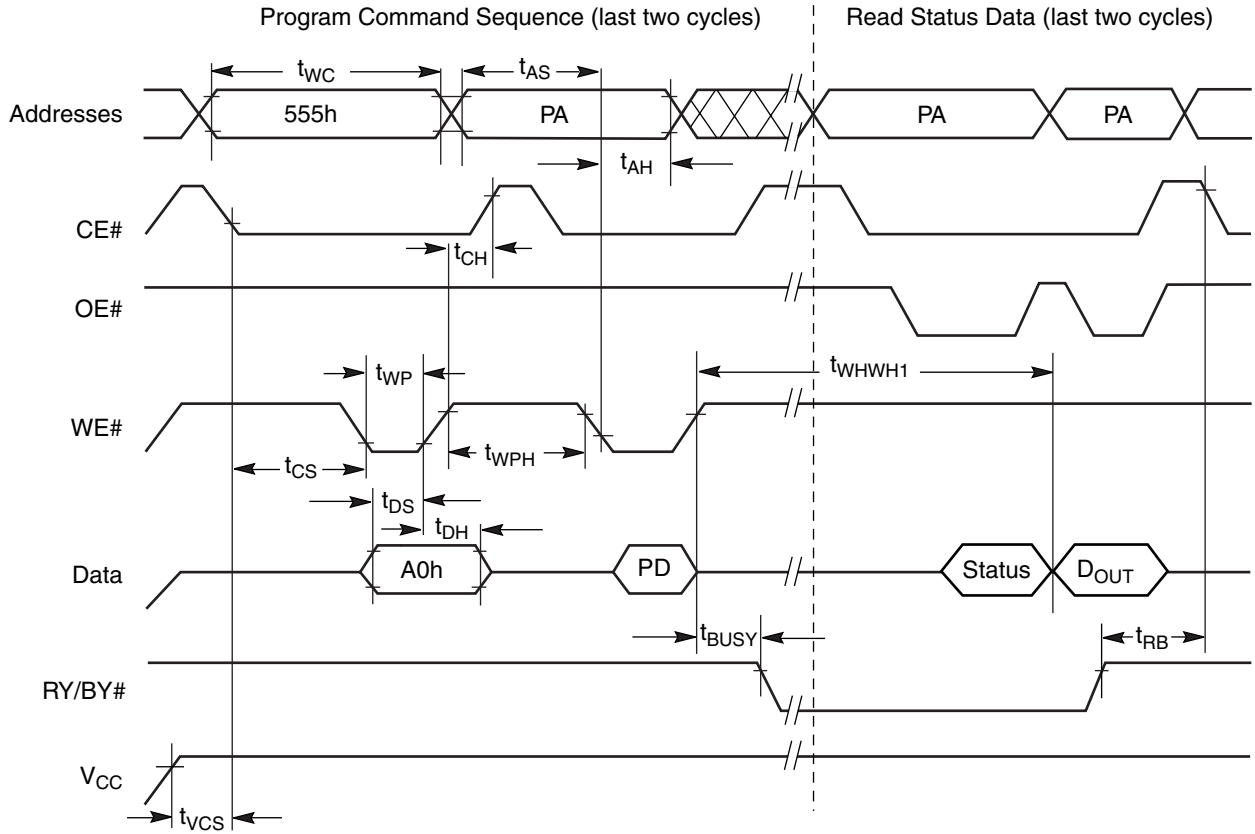 Program Command Sequence (last two cycles)
Read Status Data (last two cycles)
tWC
tAS
Addresses
555h
PA
PA
PA
tAH
CE#
tCH
OE#
tWHWH1
tWP
WE#
tWPH
tCS
tDS
tDH
Data
A0h
PD
Status
DOUT
tBUSY
tRB
RY/BY#
VCC
tVCS